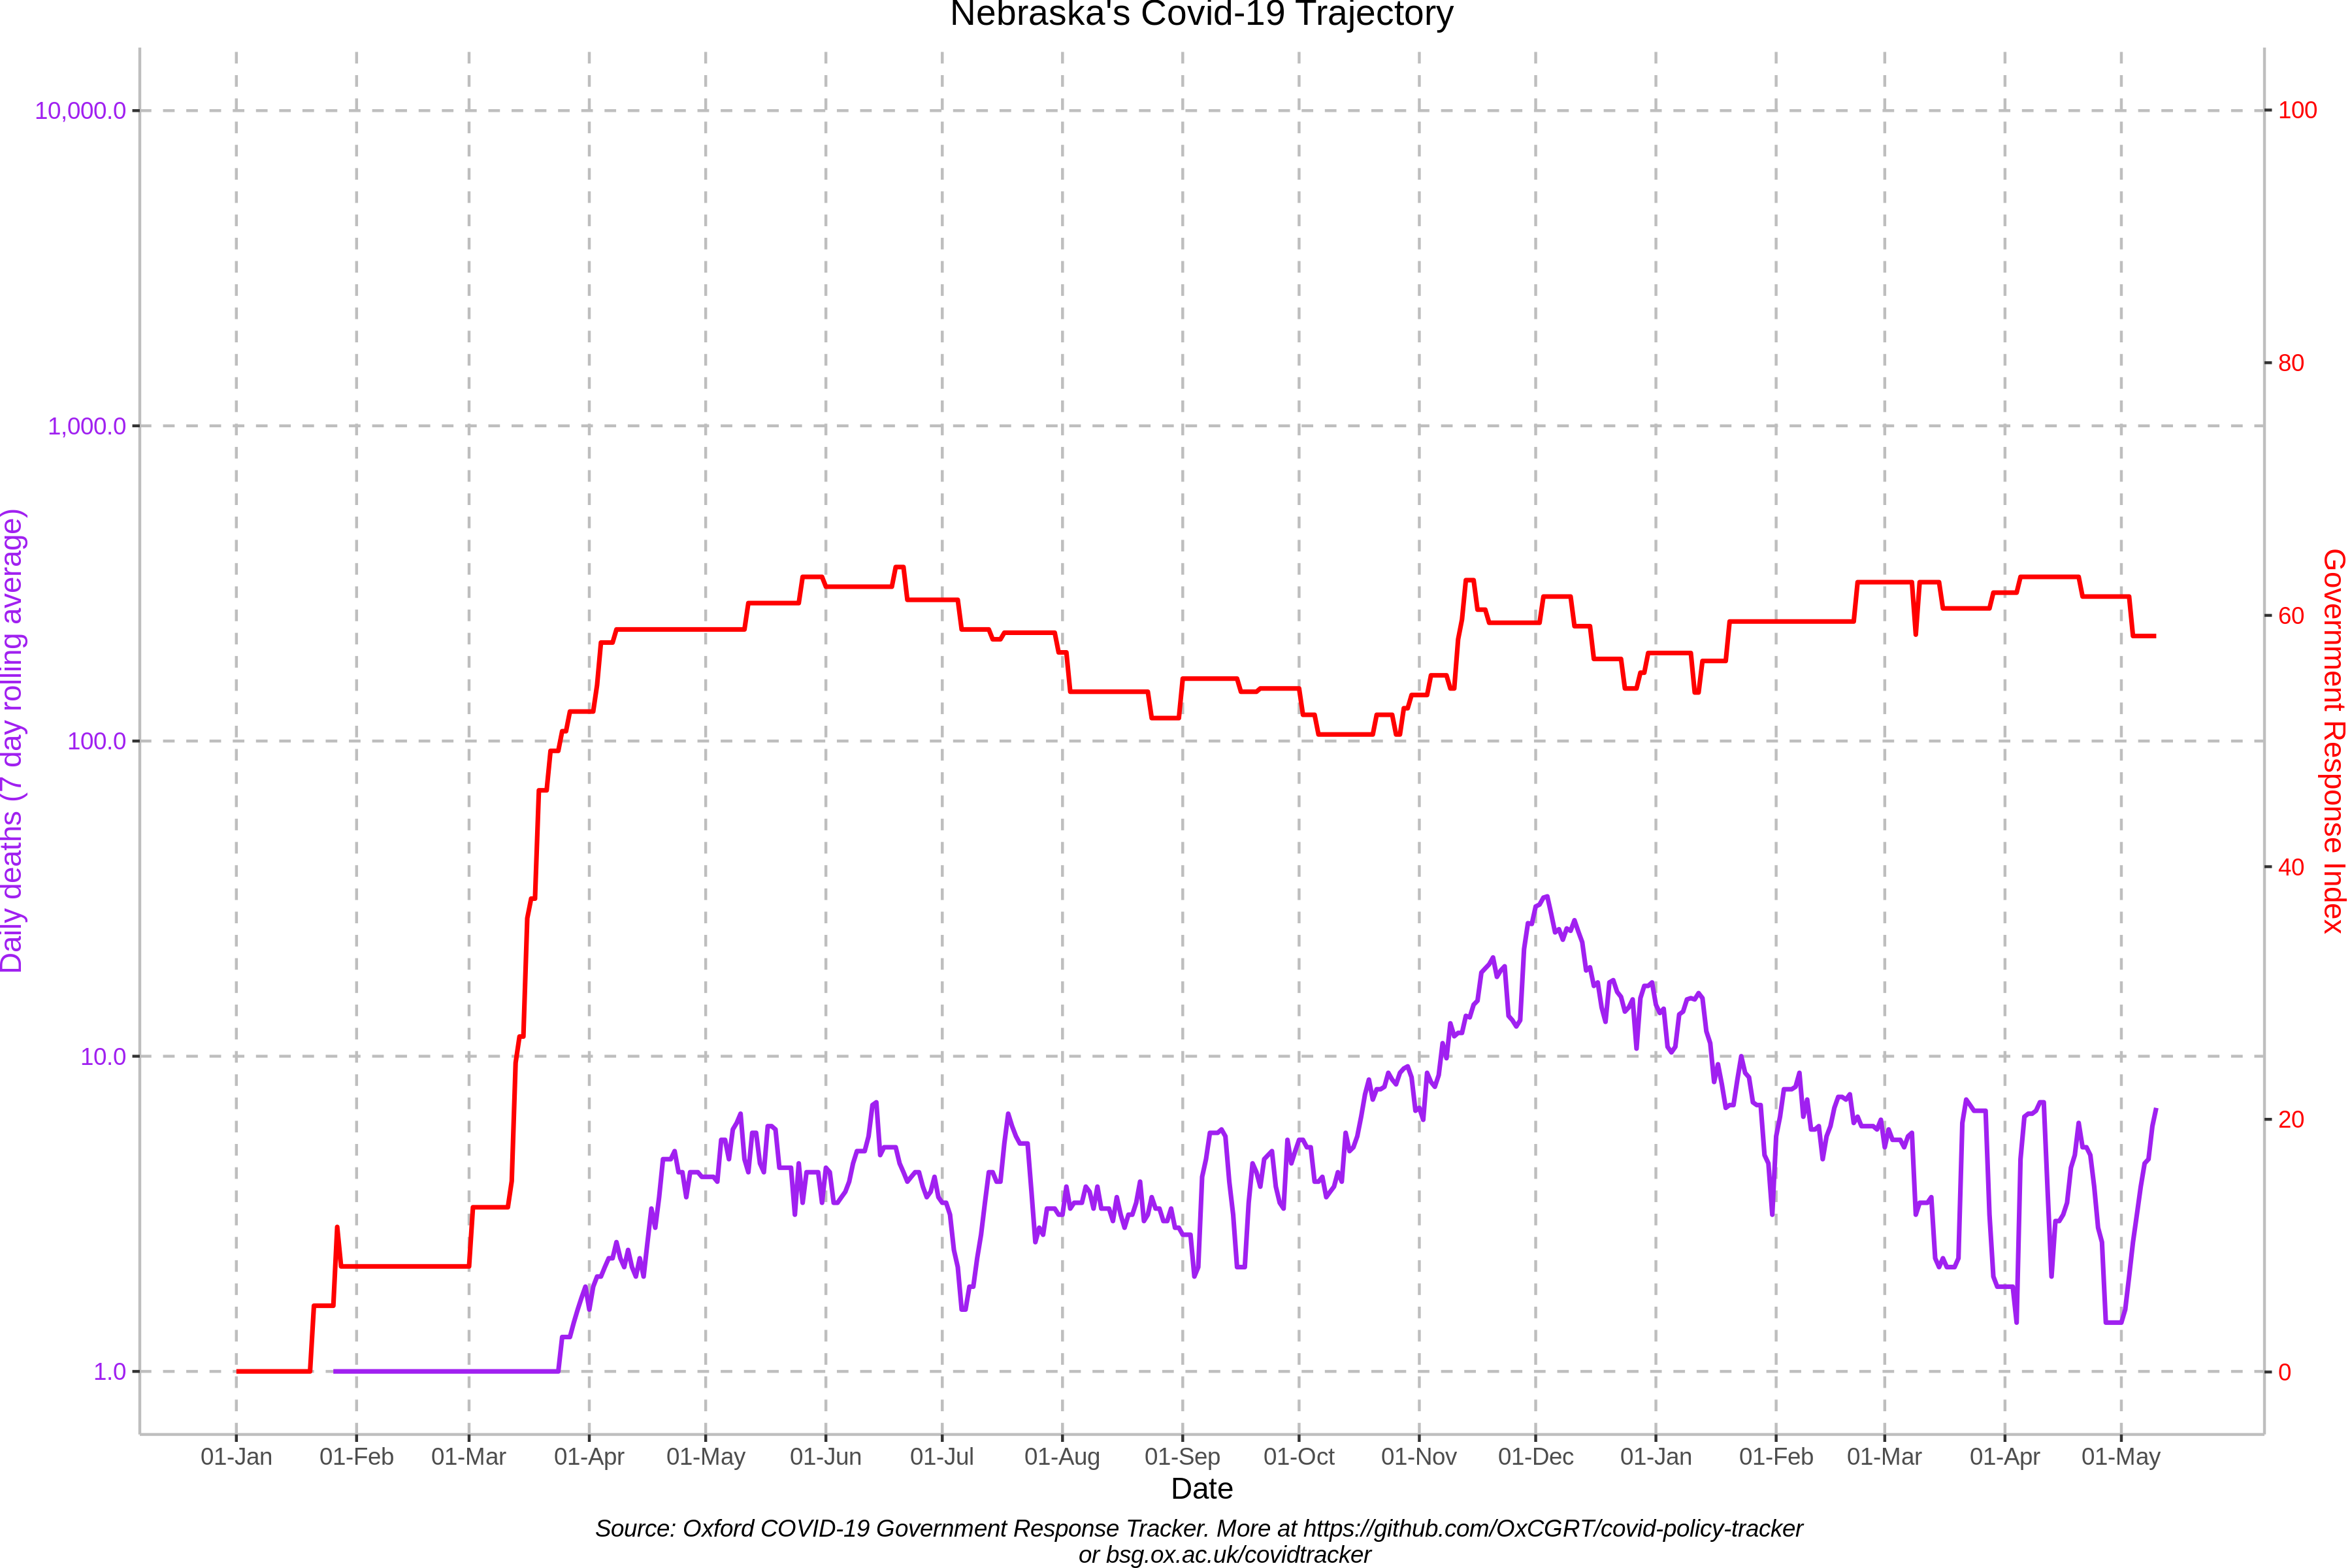 Nebraska's Covid-19 Trajectory
10,000.0
1,000.0
100.0
10.0
1.0
Daily deaths (7 day rolling average)
100
80
60
40
20
0
Government Response Index
01-Jan 01-Feb 01-Mar 01-Apr 01-May 01-Jun 01-Jul 01-Aug 01-Sep 01-Oct 01-Nov 01-Dec 01-Jan 01-Feb 01-Mar 01-Apr 01-May
Date
Source: Oxford COVID-19 Government Response Tracker. More at https://github.com/OxCGRT/covid-policy-tracker
or bsg.ox.ac.uk/covidtracker